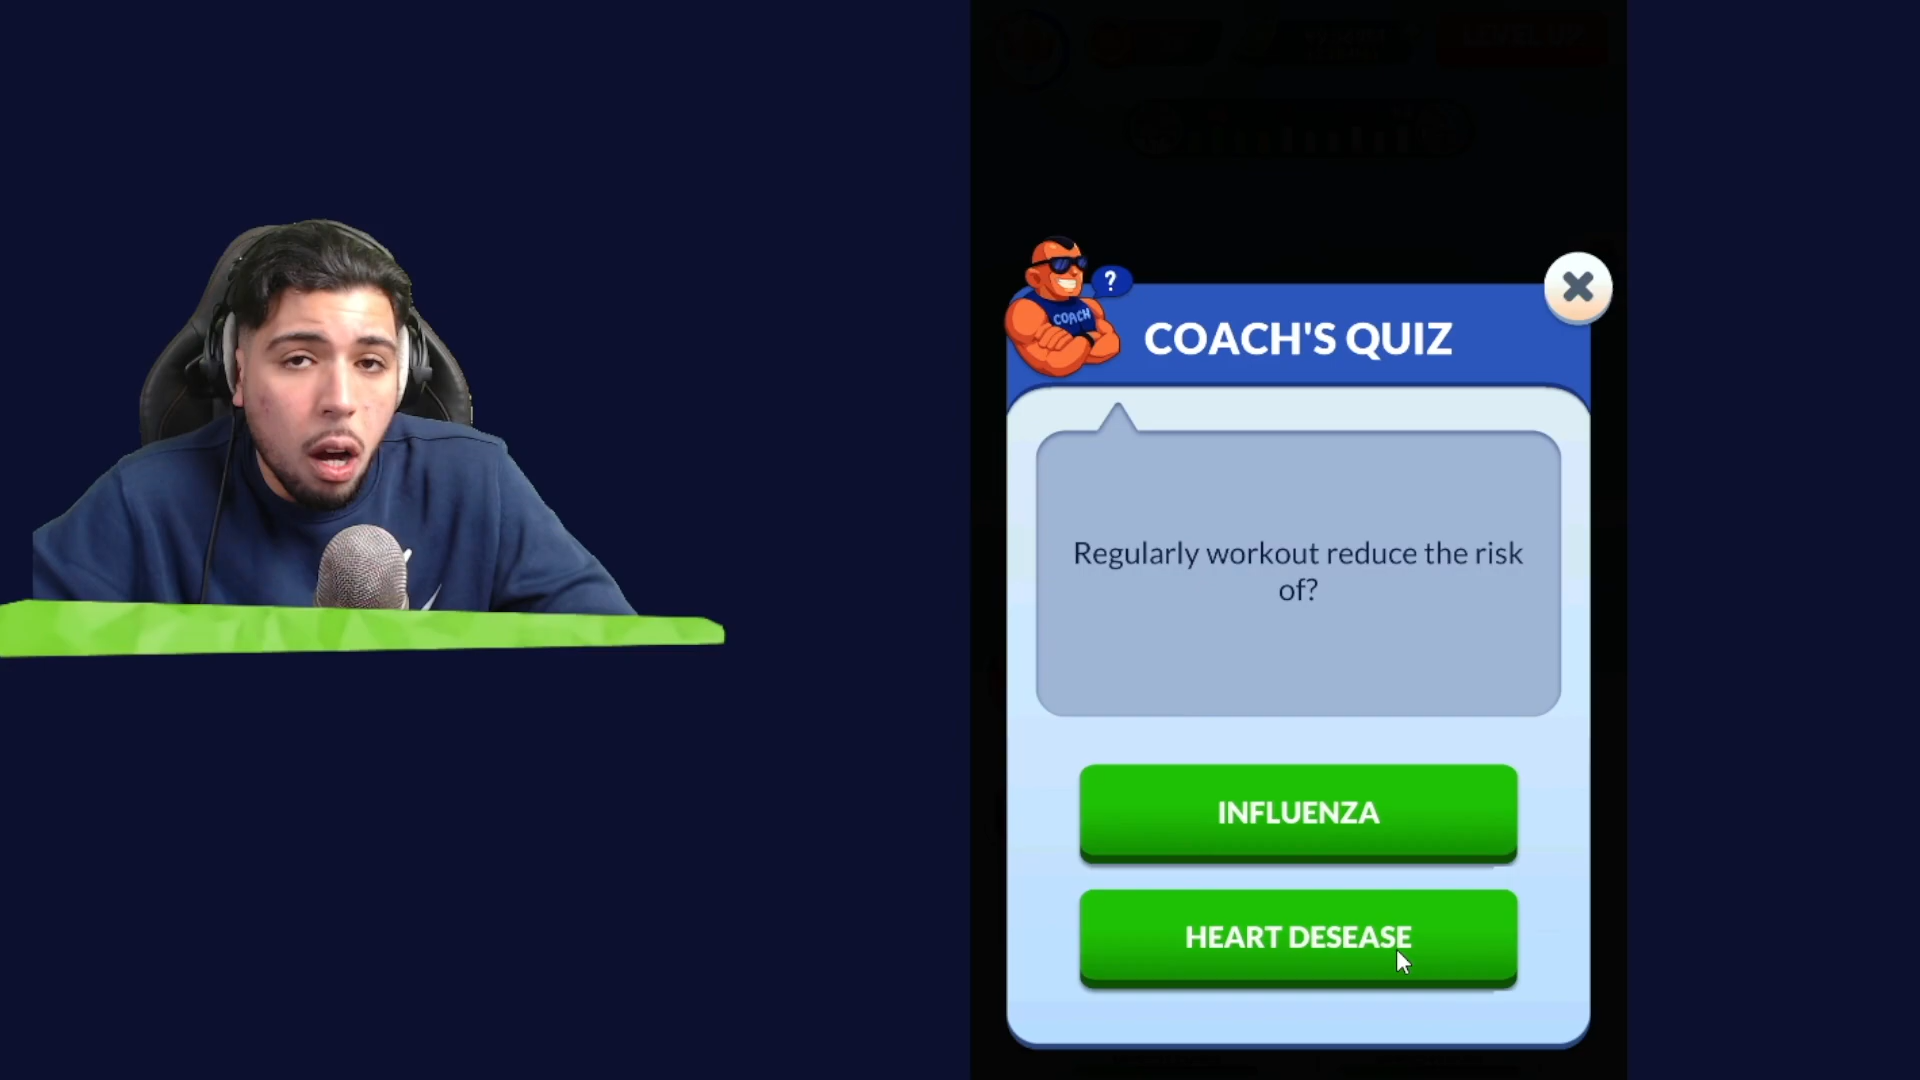 ?
COACH
COACH'S QUIZ
Regularly workout reduce the risk
of?
INFLUENZA
HEART DESEASE